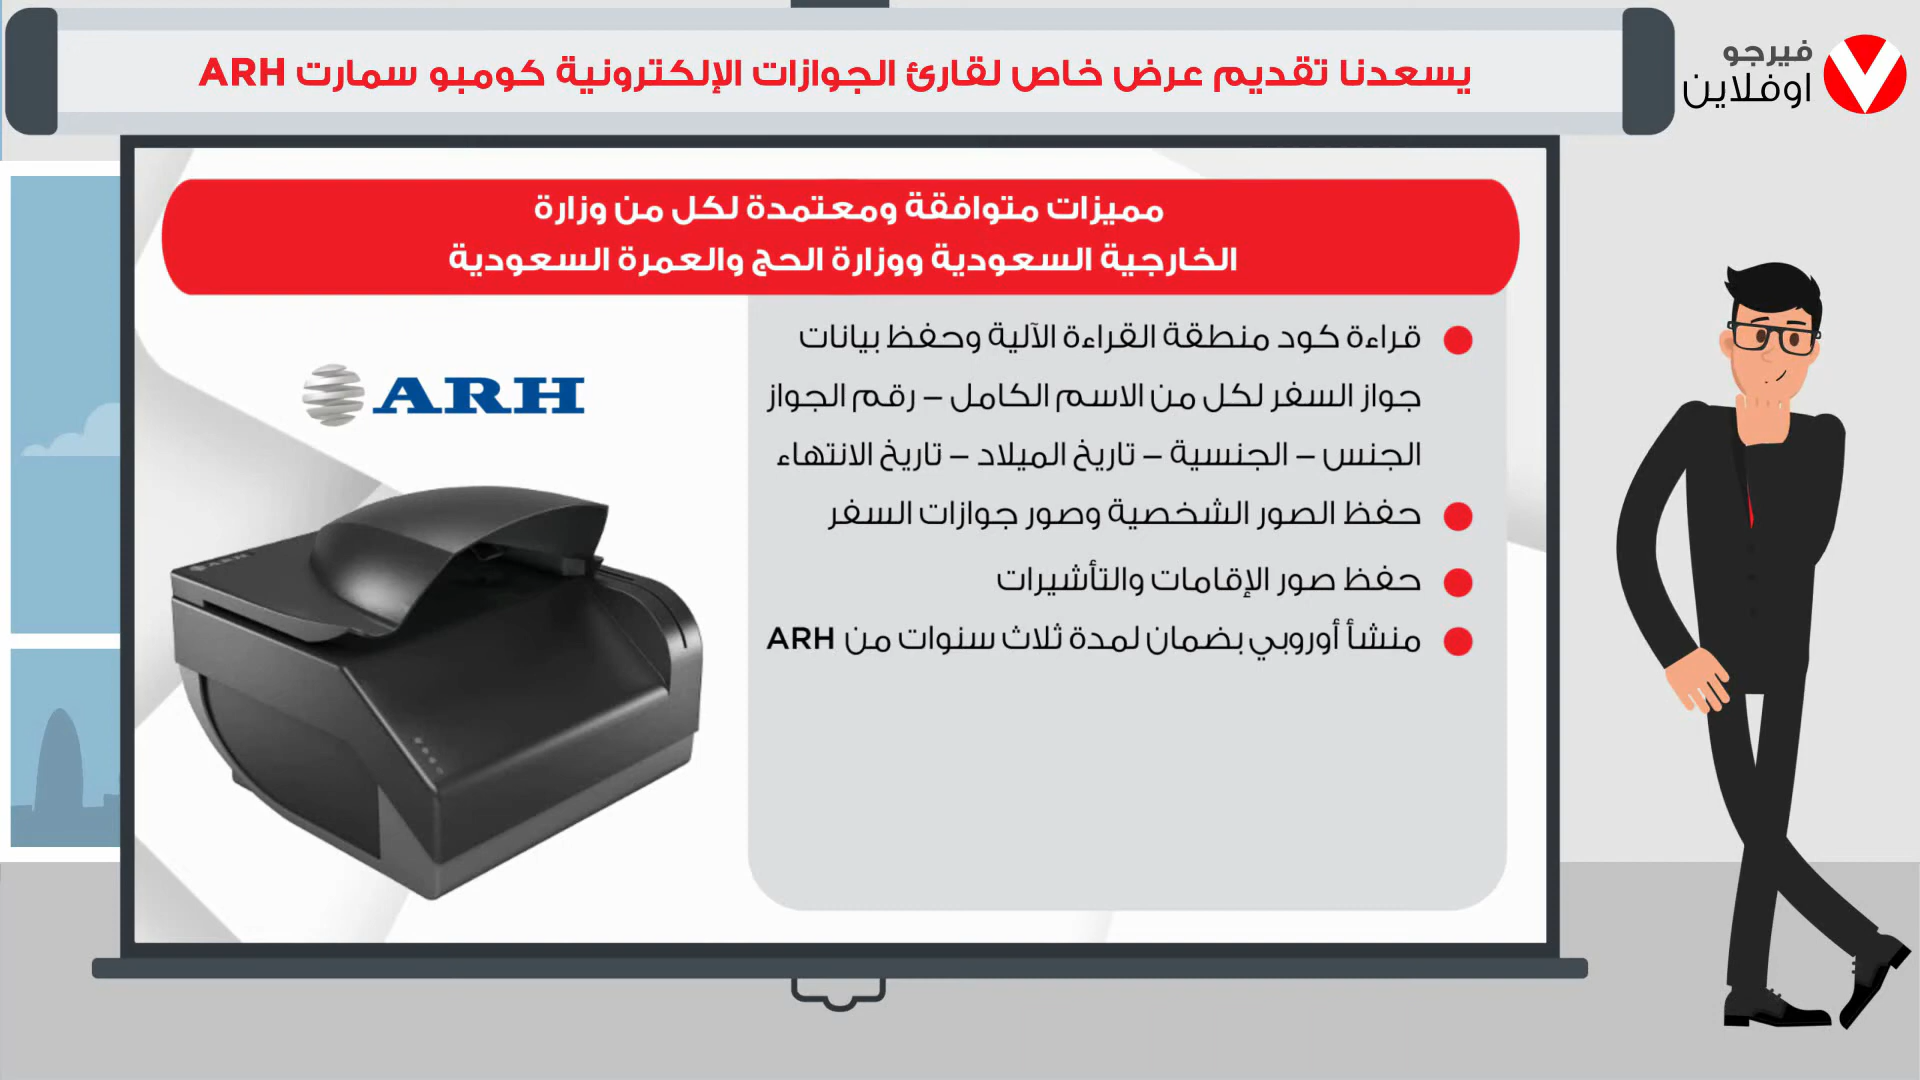 يسعدنا تقديم عرض خاص لقارئ الجوازات الإلكترونية كومبو سمارت ARH
فيرجو
اوفلاين
مميزات متوافقة ومعتمدة لكل من وزارة
الخارجية السعودية ووزارة الحج والعمرة السعودية
قراءة كود منطقة القراءة الآلية وحفظ بيانات
جواز السفر لكل من الاسم الكامل – رقم الجواز
الجنس – الجنسية – تاريخ الميلاد – تاريخ الانتهاء
حفظ الصور الشخصية وصور جوازات السفر
حفظ صور الإقامات والتأشيرات
منشأ أوروبي بضمان لمدة ثلاث سنوات من ARH
ARH
ARH